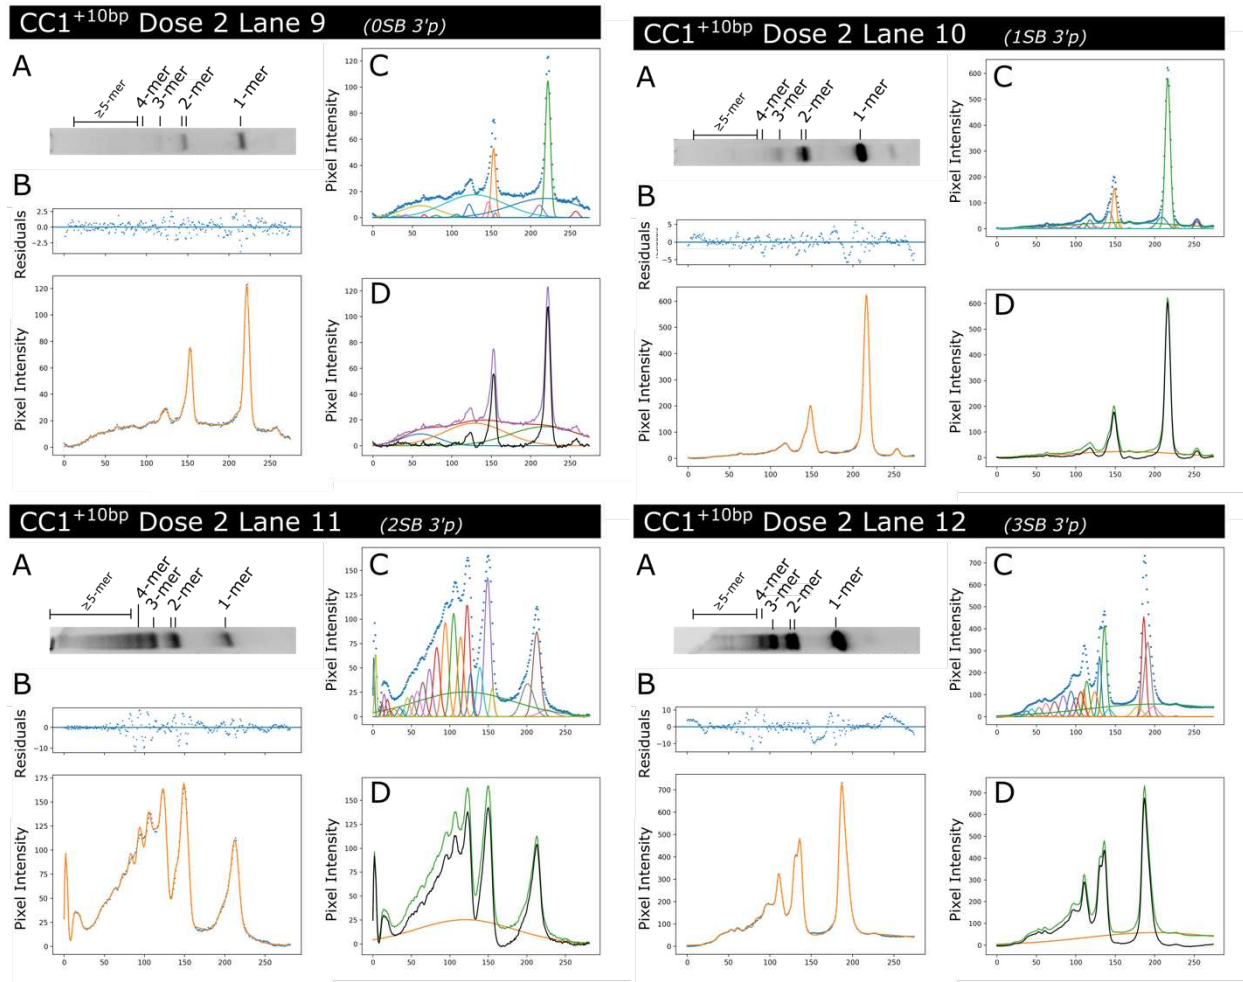 CC1+10bp Dose 2 Lane 9 (0SB 3'p)
A
≥5-mer
4-mer
3-mer
2-mer
1-mer
B
Residuals
2.5
0.0
−2.5
Pixel Intensity
120
100
80
60
40
20
0
0 50 100 150 200 250
C
Pixel Intensity
120
100
80
60
40
20
0
0 50 100 150 200 250
D
Pixel Intensity
120
100
80
60
40
20
0
0 50 100 150 200 250
CC1+10bp Dose 2 Lane 10 (1SB 3'p)
A
≥5-mer
4-mer
3-mer
2-mer
1-mer
B
Residuals
5
0
−5
Pixel Intensity
600
500
400
300
200
100
0
0 50 100 150 200 250
C
Pixel Intensity
600
500
400
300
200
100
0
0 50 100 150 200 250
D
Pixel Intensity
600
500
400
300
200
100
0
0 50 100 150 200 250
CC1+10bp Dose 2 Lane 11 (2SB 3'p)
A
≥5-mer
4-mer
3-mer
2-mer
1-mer
B
Residuals
0
−10
Pixel Intensity
175
150
125
100
75
50
25
0
0 50 100 150 200 250
C
Pixel Intensity
150
125
100
75
50
25
0
0 50 100 150 200 250
D
Pixel Intensity
150
125
100
75
50
25
0
0 50 100 150 200 250
CC1+10bp Dose 2 Lane 12 (3SB 3'p)
A
≥5-mer
4-mer
3-mer
2-mer
1-mer
B
Residuals
10
0
−10
Pixel Intensity
700
600
500
400
300
200
100
0
0 50 100 150 200 250
C
Pixel Intensity
700
600
500
400
300
200
100
0
0 50 100 150 200 250
D
Pixel Intensity
700
600
500
400
300
200
100
0
0 50 100 150 200 250